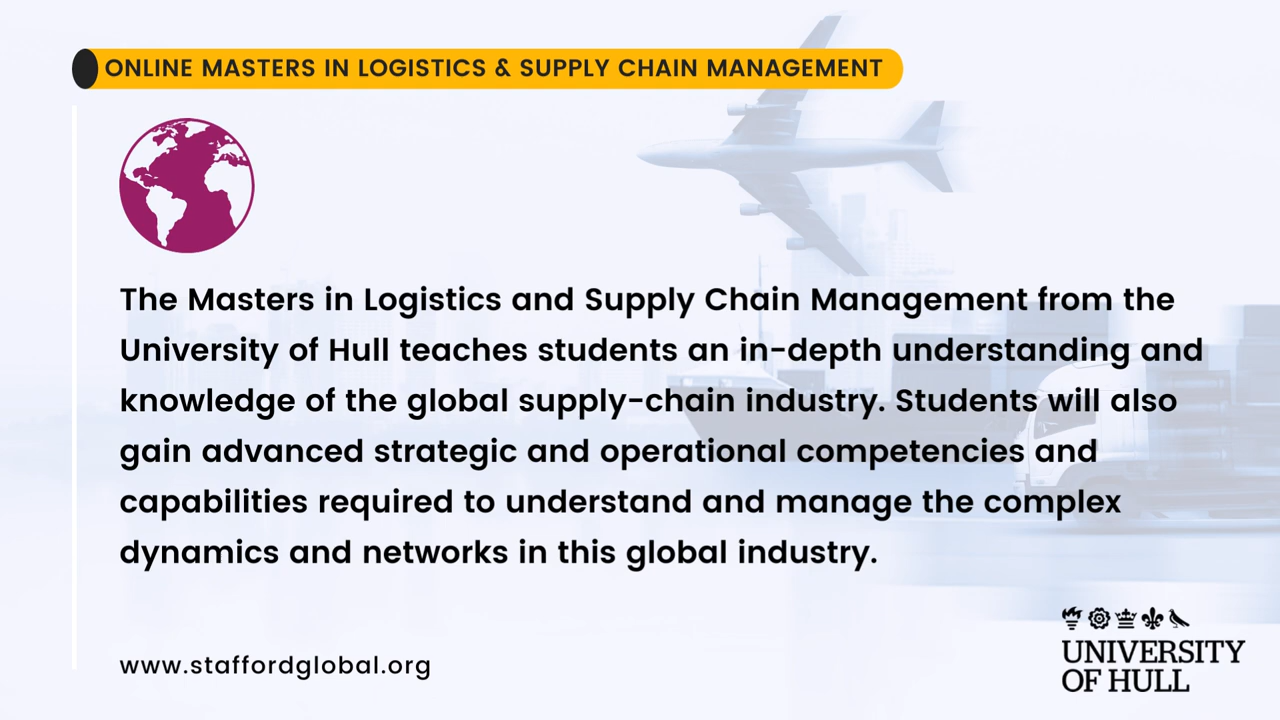 ONLINE MASTERS IN LOGISTICS & SUPPLY CHAIN MANAGEMENT
The Masters in Logistics and Supply Chain Management from the
University of Hull teaches students an in-depth understanding and
knowledge of the global supply-chain industry. Students will also
gain advanced strategic and operational competencies and
capabilities required to understand and manage the complex
dynamics and networks in this global industry.
www.staffordglobal.org
UNIVERSITY
OF HULL